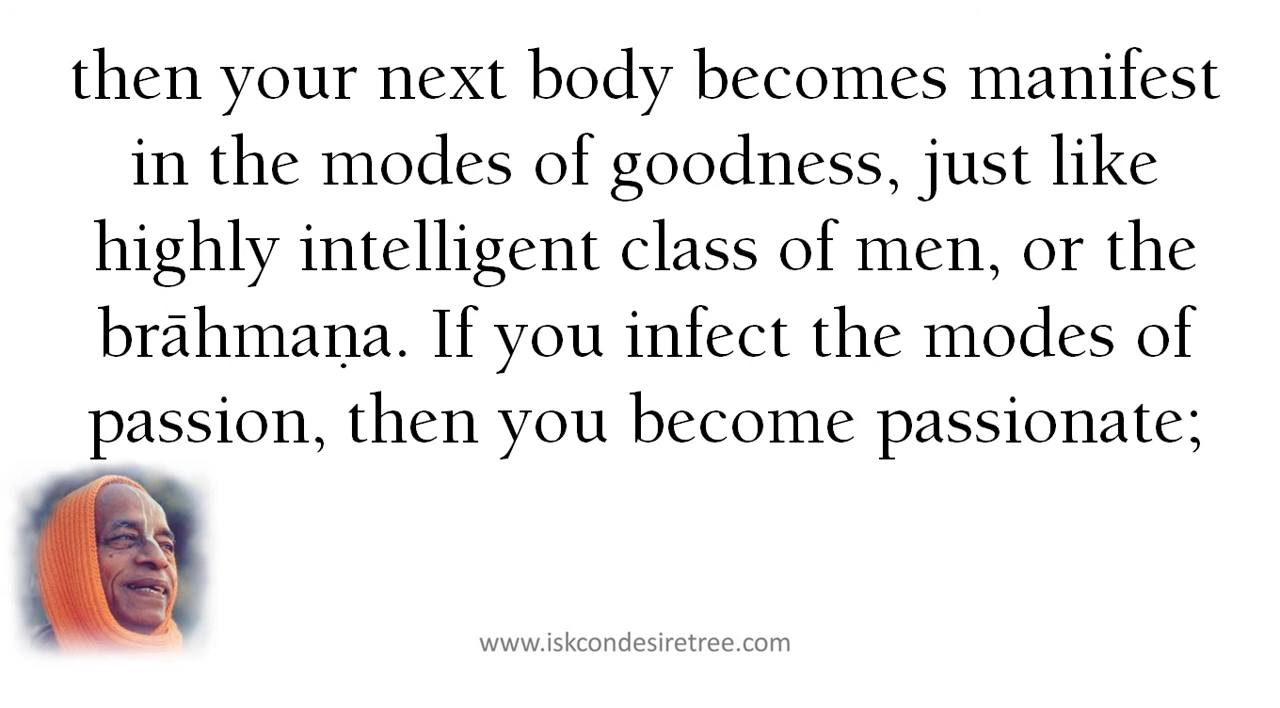 then your next body becomes manifest
in the modes of goodness, just like
highly intelligent class of men, or the
brāhmaṇa. If you infect the modes of
passion, then you become passionate;
www.iskcondesiretree.com